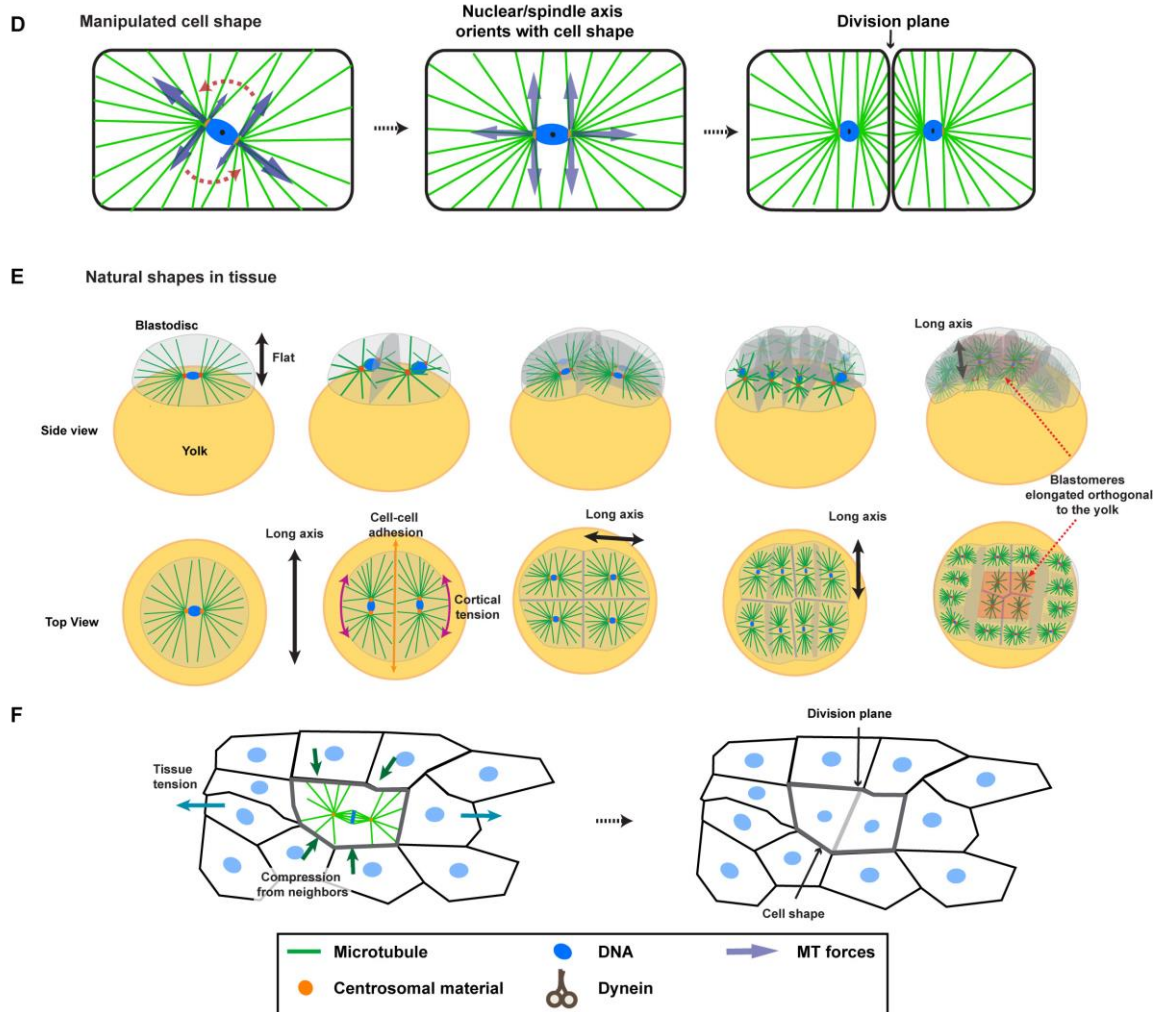 D
Manipulated cell shape
Nuclear/spindle axis
orients with cell shape
Division plane
E
Natural shapes in tissue
Blastodisc
Flat
Long axis
Side view
Yolk
Blastomeres
elongated orthogonal
to the yolk
Long axis
Cell-cell
adhesion
Long axis
Long axis
Cortical
tension
Top View
F
Tissue
tension
Compression
from neighbors
Division plane
Cell shape
Microtubule
DNA
MT forces
Centrosomal material
Dynein